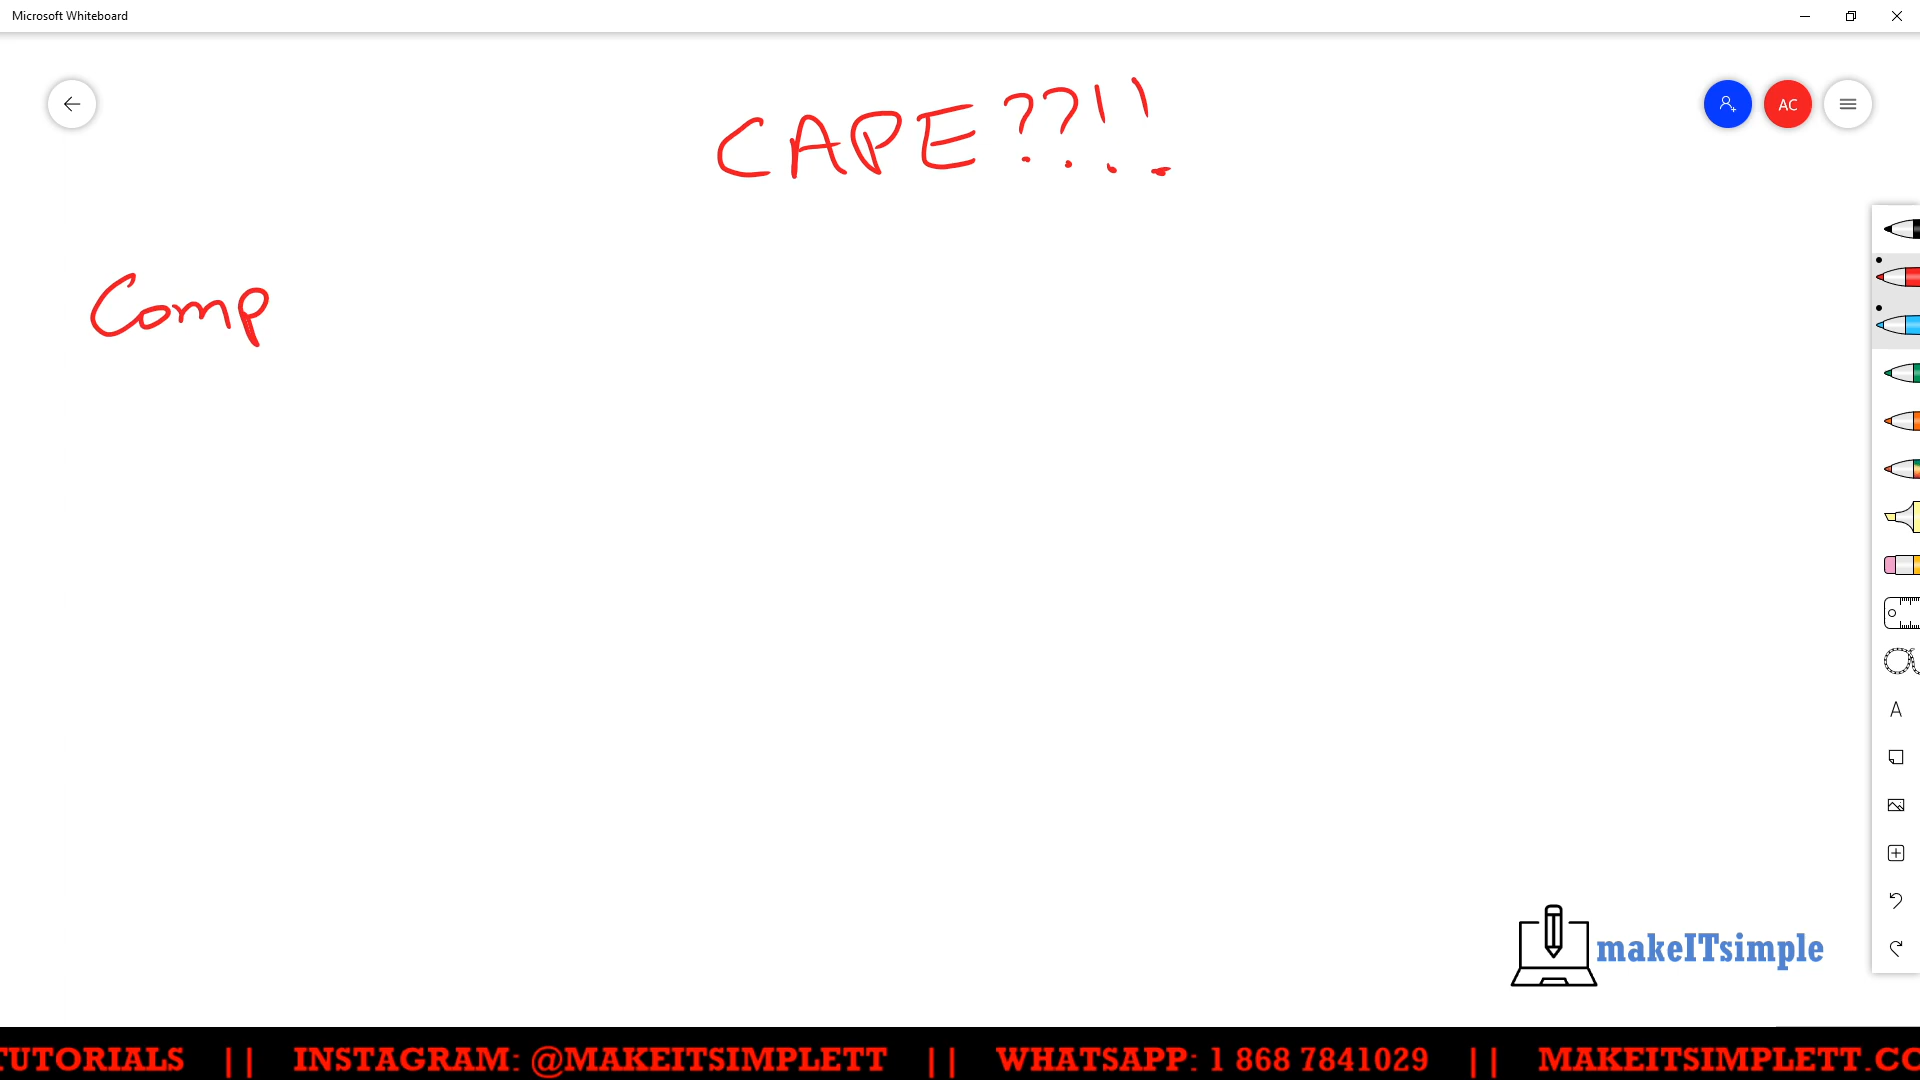 Microsoft Whiteboard
CAPE??!!
AC
Comp
A
makeITsimple
TUTORIALS || INSTAGRAM: @MAKEITSIMPLETT || WHATSAPP: 1 868 7841029 || MAKEITSIMPLETT.CO